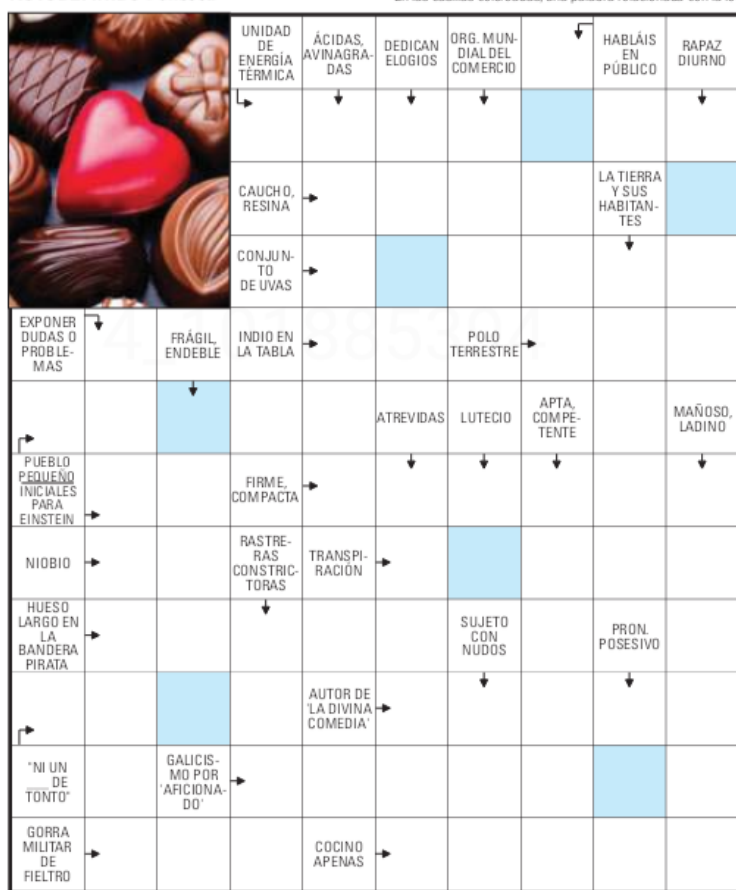 UNIDAD
DE
ENERGÍA
TÉRMICA
ÁCIDAS,
AVINAGRA-
DAS
DEDICAN
ELOGIOS
ORG. MUN-
DIAL DEL
COMERCIO
HABLÁIS
EN
PÚBLICO
RAPAZ
DIURNO
CAUCHO,
RESINA
LA TIERRA
Y SUS
HABITAN-
TES
CONJUN-
TO
DE UVAS
EXPONER
DUDAS O
PROBLE-
MAS
FRÁGIL,
ENDEBLE
INDIO EN
LA TABLA
POLO
TERRESTRE
ATREVIDAS
LUTECIO
APTA,
COMPE-
TENTE
MAÑOSO,
LADINO
PUEBLO
PEQUEÑO
INICIALES
PARA
EINSTEIN
FIRME,
COMPACTA
NIOBIO
RASTRE-
RAS
CONSTRIC-
TORAS
TRANSPI-
RACIÓN
HUESO
LARGO EN
LA
BANDERA
PIRATA
SUJETO
CON
NUDOS
PRON.
POSESIVO
AUTOR DE
'LA DIVINA
COMEDIA'
"NI UN
___ DE
TONTO"
GALICIS-
MO POR
'AFICIONA-
DO'
GORRA
MILITAR
DE
FIELTRO
COCINO
APENAS